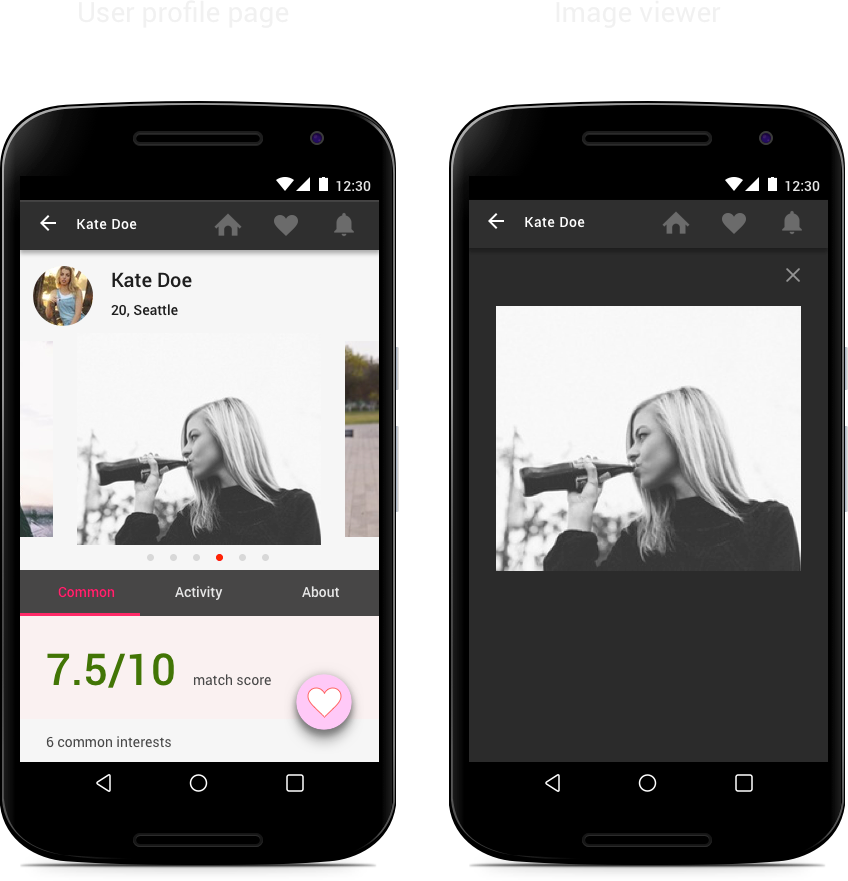 User profile page
Image viewer
12:30
Kate Doe
Kate Doe
20, Seattle
Common
Activity
About
7.5/10
match score
6 common interests
12:30
Kate Doe